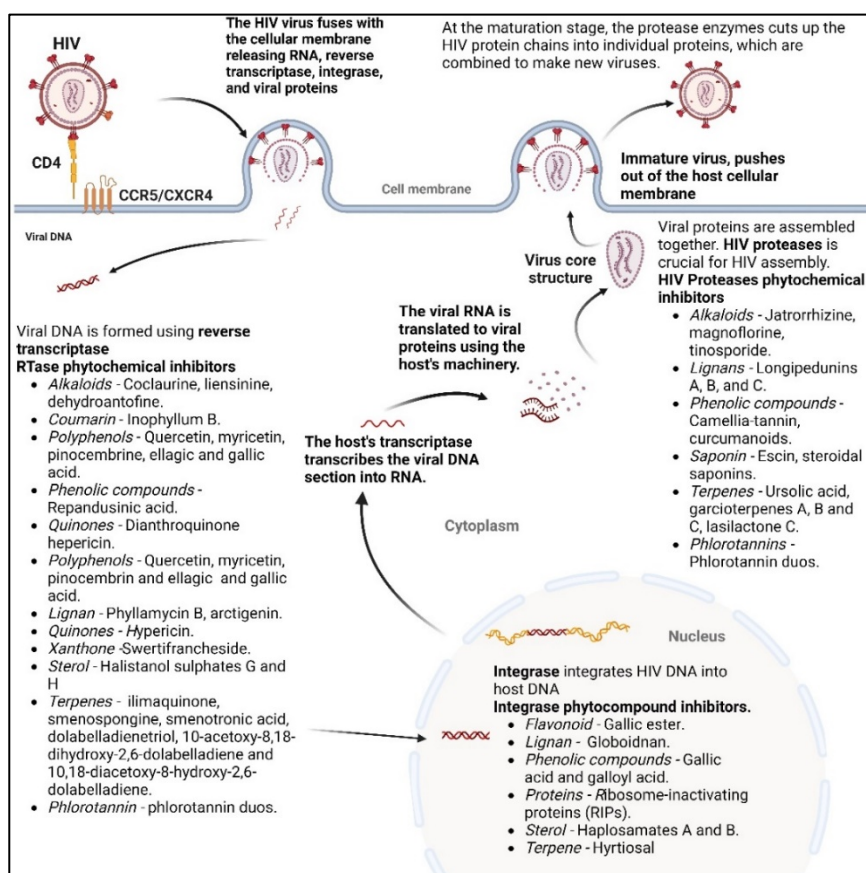 HIV
The HIV virus fuses with
the cellular membrane
releasing RNA, reverse
transcriptase, integrase,
and viral proteins
At the maturation stage, the protease enzymes cuts up the
HIV protein chains into individual proteins, which are
combined to make new viruses.
CD4
CCR5/CXCR4
Cell membrane
Immature virus, pushes
out of the host cellular
membrane
Viral DNA
Virus core
structure
Viral proteins are assembled
together. HIV proteases is
crucial for HIV assembly.
HIV Proteases phytochemical
inhibitors
• Alkaloids - Jatrorrhizine,
magnoflorine,
tinosporide.
• Lignans - Longipedunins
A, B, and C.
• Phenolic compounds -
Camellia-tannin,
curcumanoids.
• Saponin - Escin, steroidal
saponins.
• Terpenes - Ursolic acid,
garcioterpenes A, B and
C, lasilactone C.
• Phlorotannins -
Phlorotannin duos.
The viral RNA is
translated to viral
proteins using the
host's machinery.
Viral DNA is formed using reverse
transcriptase
RTase phytochemical inhibitors
• Alkaloids - Coclaurine, liensinine,
dehydroantofine.
• Coumarin - Inophyllum B.
• Polyphenols - Quercetin, myricetin,
pinocembrine, ellagic and gallic
acid.
• Phenolic compounds -
Repandusinic acid.
• Quinones - Dianthroquinone
hepericin.
• Polyphenols - Quercetin, myricetin,
pinocembrin and ellagic and gallic
acid.
• Lignan - Phyllamycin B, arctigenin.
• Quinones - Hypericin.
• Xanthone -Swertifrancheside.
• Sterol - Halistanol sulphates G and
H
• Terpenes - ilimaquinone,
smenospongine, smenotronic acid,
dolabelladienetriol, 10-acetoxy-8,18-
dihydroxy-2,6-dolabelladiene and
10,18-diacetoxy-8-hydroxy-2,6-
dolabelladiene.
• Phlorotannin - phlorotannin duos.
The host's transcriptase
transcribes the viral DNA
section into RNA.
Cytoplasm
Nucleus
Integrase integrates HIV DNA into
host DNA
Integrase phytocompound inhibitors.
• Flavonoid - Gallic ester.
• Lignan - Globoidnan.
• Phenolic compounds - Gallic
acid and galloyl acid.
• Proteins - Ribosome-inactivating
proteins (RIPs).
• Sterol - Haplosamates A and B.
• Terpene - Hyrtiosal